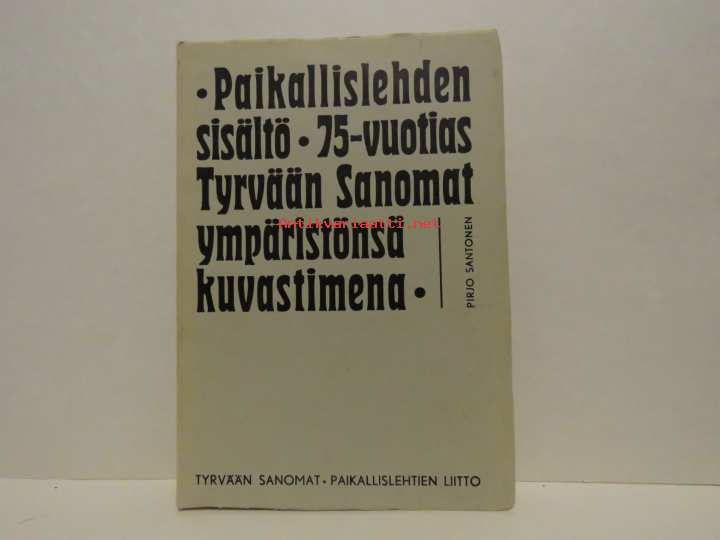 • Paikallislehden
sisältö • 75-vuotias
Tyrvään Sanomat
Antikvariaatti.net
ympäristönsä
kuvastimena •
PIRJO SANTONEN
TYRVÄÄN SANOMAT • PAIKALLISLEHTIEN LIITTO